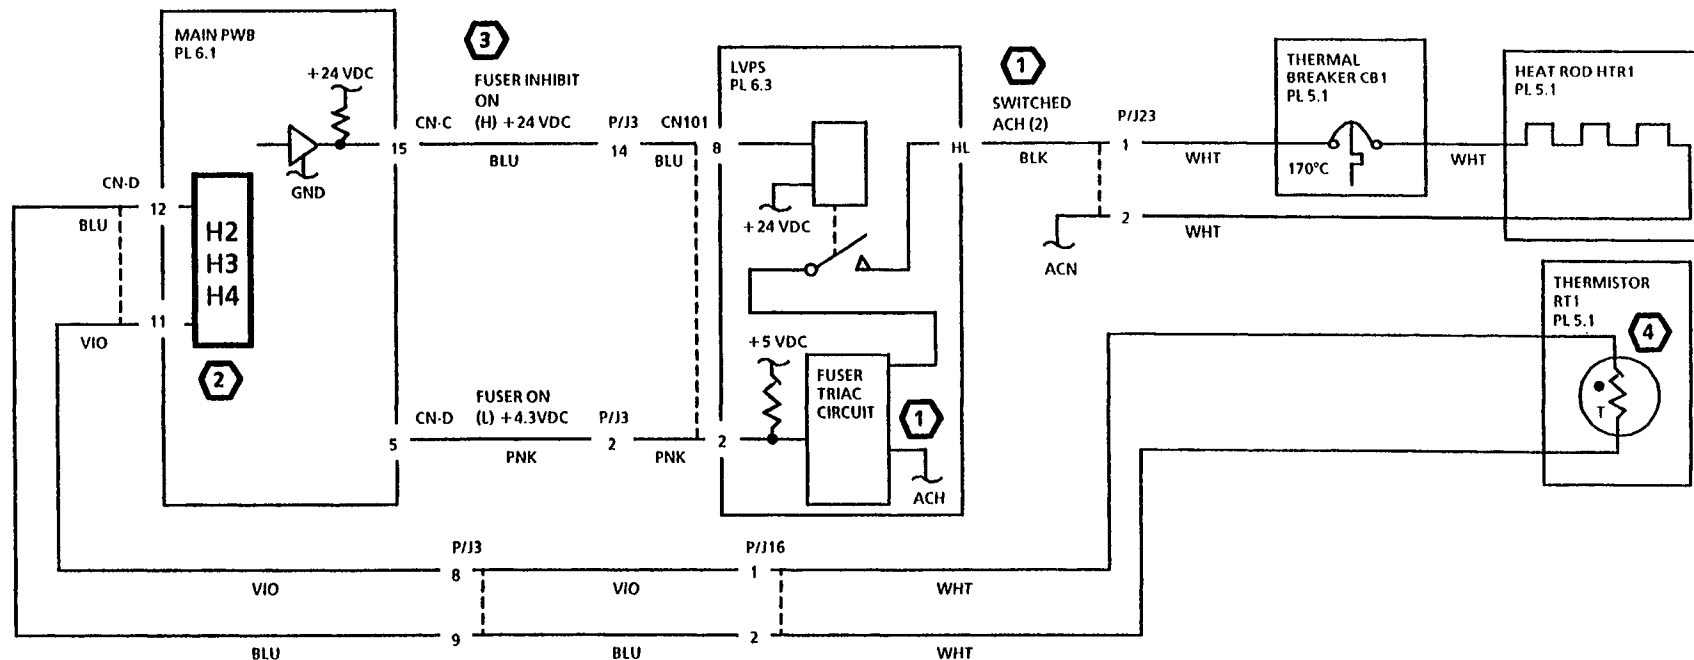 MAIN PWB
PL 6.1
+24 VDC
GND
CN-D
12
BLU
H2
H3
H4
11
VIO
2
3
FUSER INHIBIT
ON
(H) +24 VDC
CN-C
15
BLU
P/J3
14
CN101
BLU
8
LVPS
PL 6.3
+24 VDC
HL
1
SWITCHED
ACH (2)
BLK
P/J23
1
WHT
2
WHT
ACN
THERMAL
BREAKER CB1
PL 5.1
170°C
WHT
HEAT ROD HTR1
PL 5.1
THERMISTOR
RT1
PL 5.1
4
T
+5 VDC
FUSER
TRIAC
CIRCUIT
1
ACH
FUSER ON
(L) +4.3VDC
CN-D
5
PNK
P/J3
2
PNK
2
P/J3
8
VIO
VIO
P/J16
1
WHT
9
BLU
BLU
2
WHT